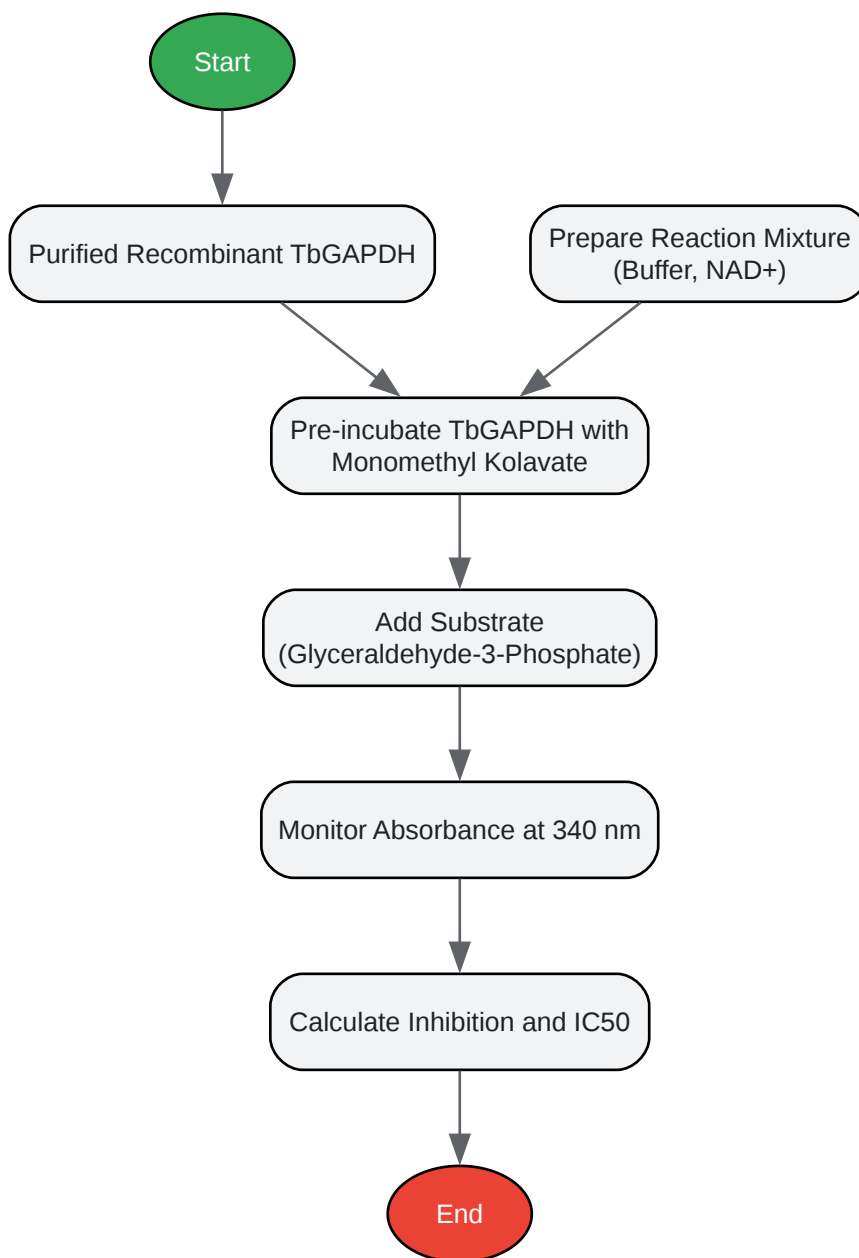 Start
Purified Recombinant TbGAPDH
Prepare Reaction Mixture
(Buffer, NAD+)
Pre-incubate TbGAPDH with
Monomethyl Kolavate
Add Substrate
(Glyceraldehyde-3-Phosphate)
Monitor Absorbance at 340 nm
Calculate Inhibition and IC50
End